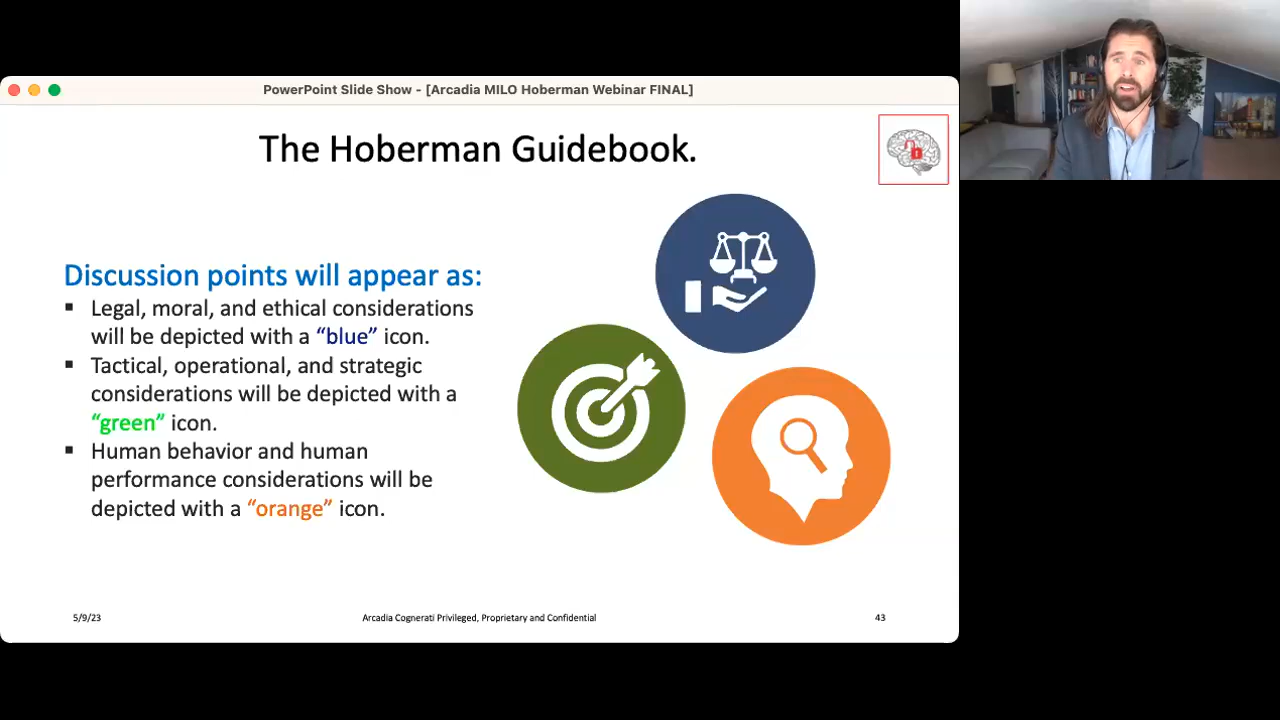 PowerPoint Slide Show - [Arcadia MILO Hoberman Webinar FINAL]
The Hoberman Guidebook.
Discussion points will appear as:
▪ Legal, moral, and ethical considerations
will be depicted with a “blue” icon.
▪ Tactical, operational, and strategic
considerations will be depicted with a
“green” icon.
▪ Human behavior and human
performance considerations will be
depicted with a “orange” icon.
5/9/23
Arcadia Cognerati Privileged, Proprietary and Confidential
43